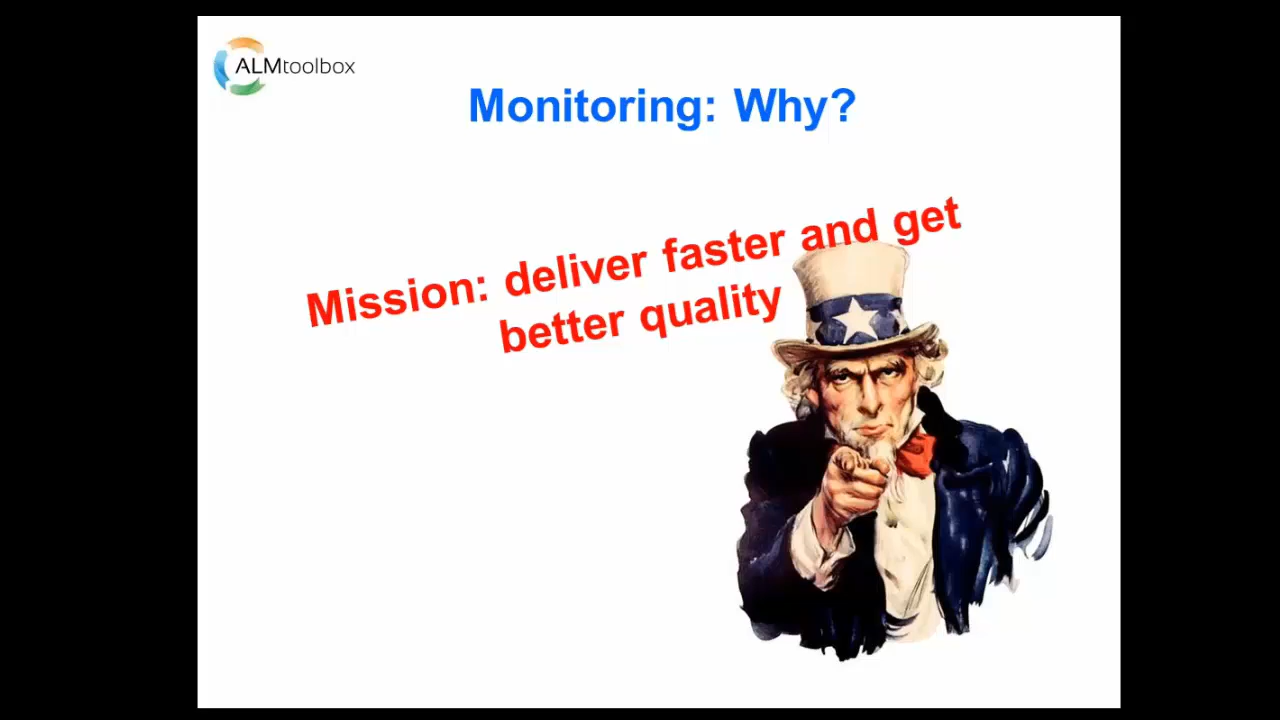 ALMtoolbox
Monitoring: Why?
Mission: deliver faster and get
better quality